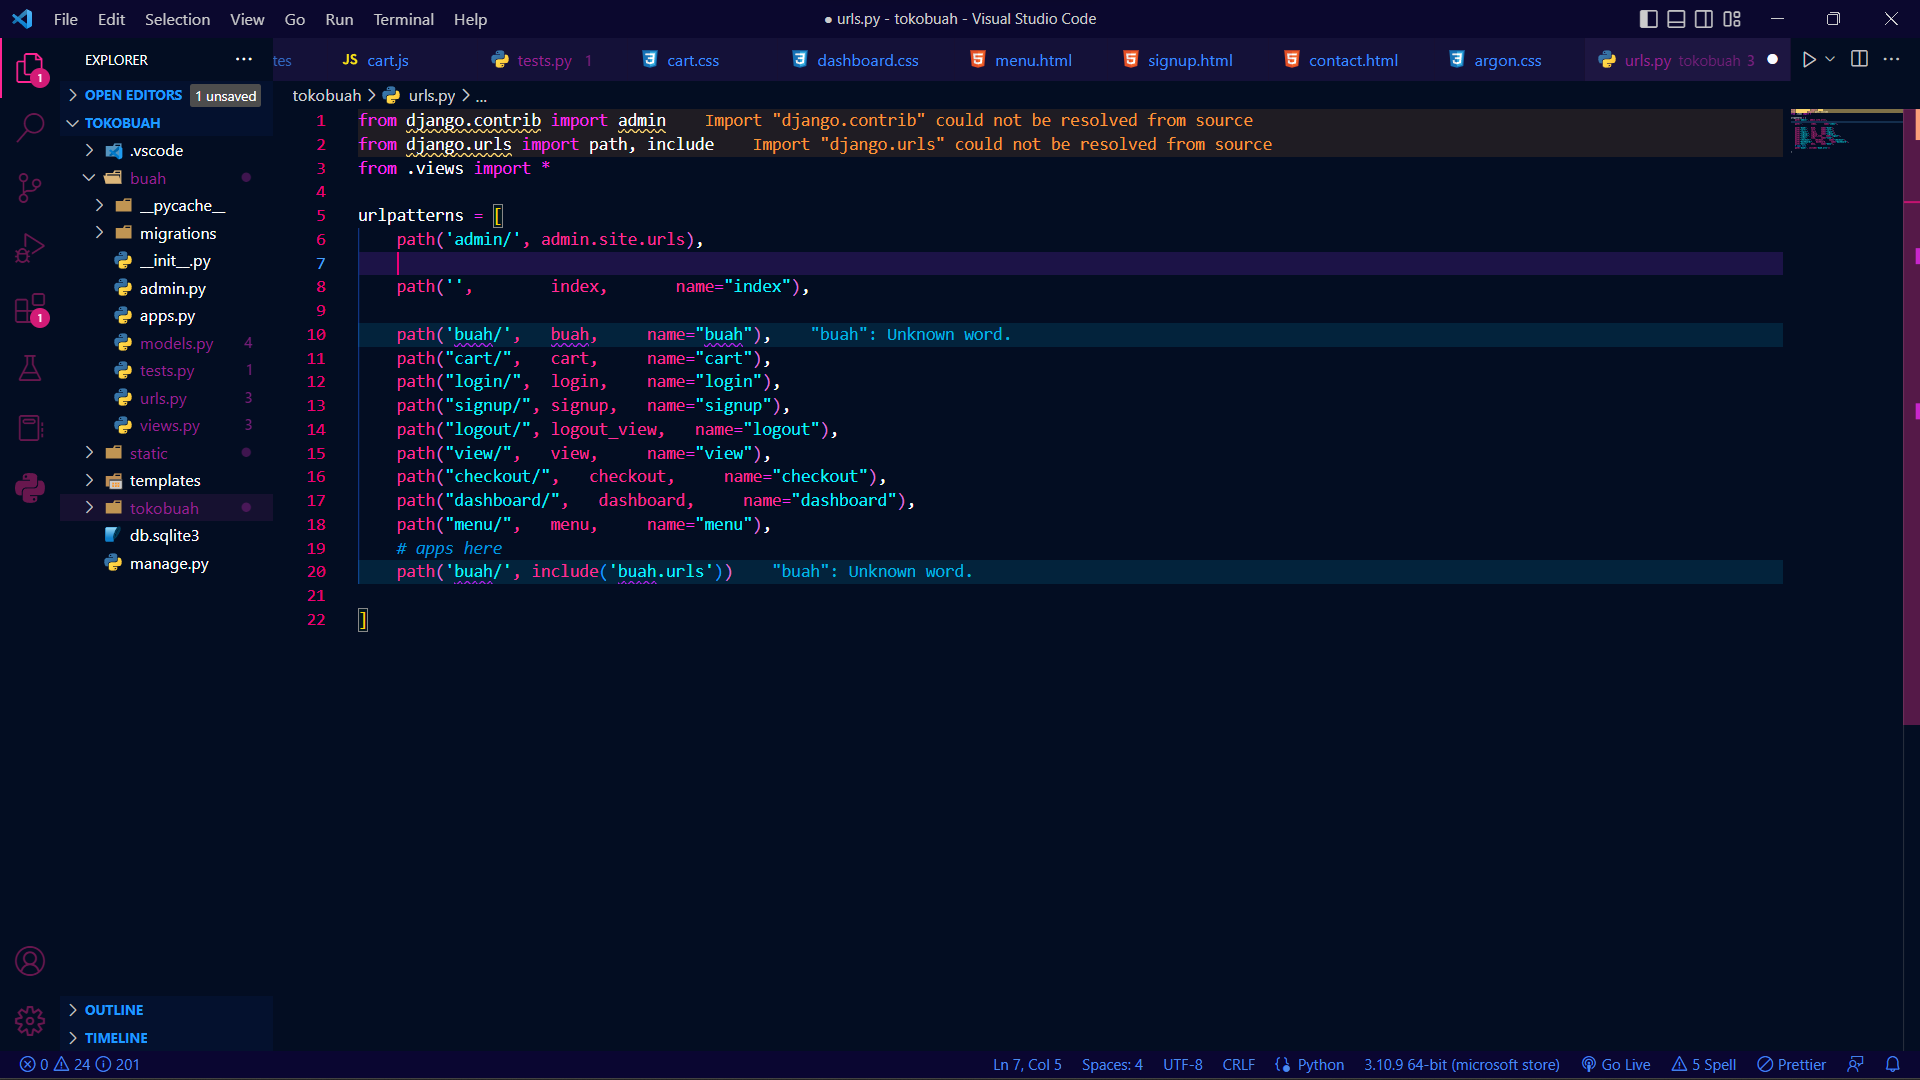 File Edit Selection View Go Run Terminal Help
● urls.py - tokobuah - Visual Studio Code
EXPLORER
tes
JS cart.js
tests.py 1
cart.css
dashboard.css
menu.html
signup.html
contact.html
argon.css
urls.py tokobuah 3
OPEN EDITORS 1 unsaved
TOKOBUAH
.vscode
buah
__pycache__
migrations
__init__.py
admin.py
apps.py
models.py 4
tests.py 1
urls.py 3
views.py 3
static
templates
tokobuah
db.sqlite3
manage.py
OUTLINE
TIMELINE
1
1
tokobuah > urls.py > ...
1 from django.contrib import admin Import "django.contrib" could not be resolved from source
2 from django.urls import path, include Import "django.urls" could not be resolved from source
3 from .views import *
4
5 urlpatterns = [
6 path('admin/', admin.site.urls),
7
8 path('', index, name="index"),
9
10 path('buah/', buah, name="buah"), "buah": Unknown word.
11 path("cart/", cart, name="cart"),
12 path("login/", login, name="login"),
13 path("signup/", signup, name="signup"),
14 path("logout/", logout_view, name="logout"),
15 path("view/", view, name="view"),
16 path("checkout/", checkout, name="checkout"),
17 path("dashboard/", dashboard, name="dashboard"),
18 path("menu/", menu, name="menu"),
19 # apps here
20 path('buah/', include('buah.urls')) "buah": Unknown word.
21
22 ]
0 24 201
Ln 7, Col 5 Spaces: 4 UTF-8 CRLF Python 3.10.9 64-bit (microsoft store) Go Live 5 Spell Prettier